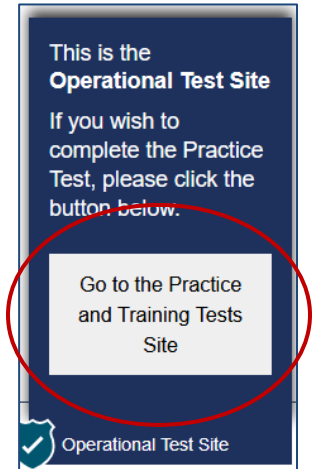 This is the
Operational Test Site
If you wish to
complete the Practice
Test, please click the
button below.
Go to the Practice
and Training Tests
Site
Operational Test Site